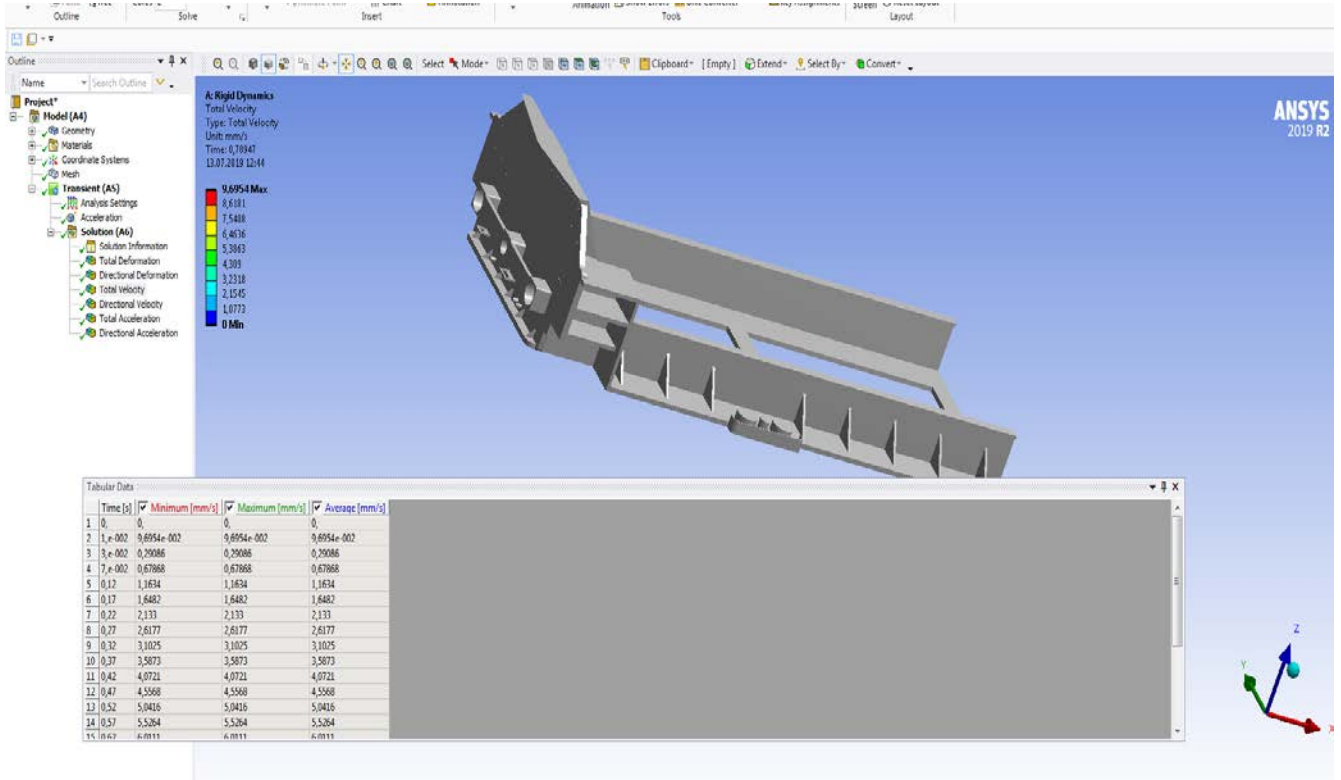 Outline Solve Insert Tools Layout
Outline
Select Mode Clipboard [Empty] Extend Select By Convert
Name Search Outline
Project*
Model (A4)
Geometry
Materials
Coordinate Systems
Mesh
Transient (A5)
Analysis Settings
Acceleration
Solution (A6)
Solution Information
Total Deformation
Directional Deformation
Total Velocity
Directional Velocity
Total Acceleration
Directional Acceleration
A: Rigid Dynamics
Total Velocity
Type: Total Velocity
Unit: mm/s
Time: 0,78947
13.07.2019 12:44
9,6954 Max
8,6181
7,5408
6,4636
5,3863
4,309
3,2318
2,1545
1,0773
0 Min
ANSYS
2019 R2
Tabular Data
Time [s] Minimum [mm/s] Maximum [mm/s] Average [mm/s]
1 0, 0, 0, 0,
2 1,e-002 9,6954e-002 9,6954e-002 9,6954e-002
3 3,e-002 0,29086 0,29086 0,29086
4 7,e-002 0,67868 0,67868 0,67868
5 0,12 1,1634 1,1634 1,1634
6 0,17 1,6482 1,6482 1,6482
7 0,22 2,133 2,133 2,133
8 0,27 2,6177 2,6177 2,6177
9 0,32 3,1025 3,1025 3,1025
10 0,37 3,5873 3,5873 3,5873
11 0,42 4,0721 4,0721 4,0721
12 0,47 4,5568 4,5568 4,5568
13 0,52 5,0416 5,0416 5,0416
14 0,57 5,5264 5,5264 5,5264
15 0,62 6,0111 6,0111 6,0111
Z
Y
X